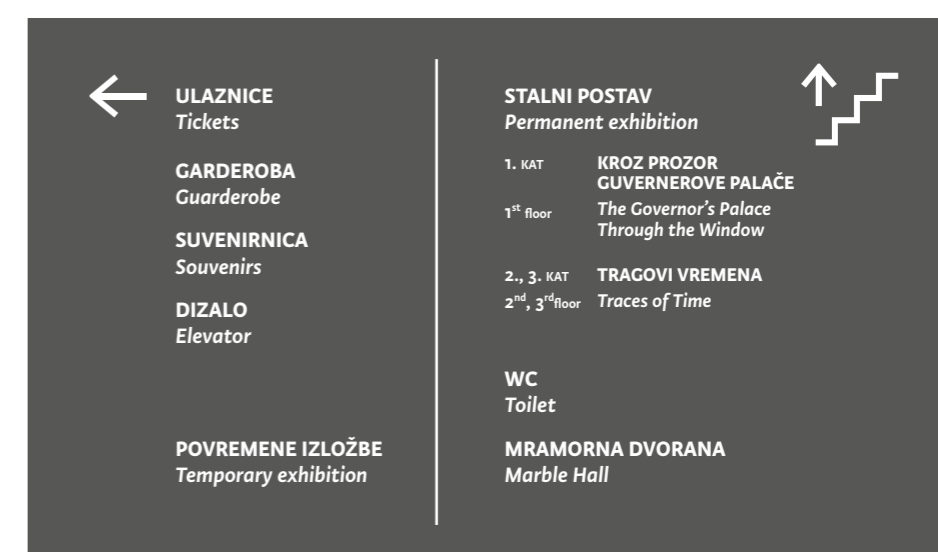 ULAZNICE
Tickets
GARDEROBA
Guarderobe
SUVENIRNICA
Souvenirs
DIZALO
Elevator
POVREMENE IZLOŽBE
Temporary exhibition
STALNI POSTAV
Permanent exhibition
1. KAT KROZ PROZOR
GUVERNEROVE PALAČE
1st floor The Governor’s Palace
Through the Window
2., 3. KAT TRAGOVI VREMENA
2nd, 3rdfloor Traces of Time
WC
Toilet
MRAMORNA DVORANA
Marble Hall